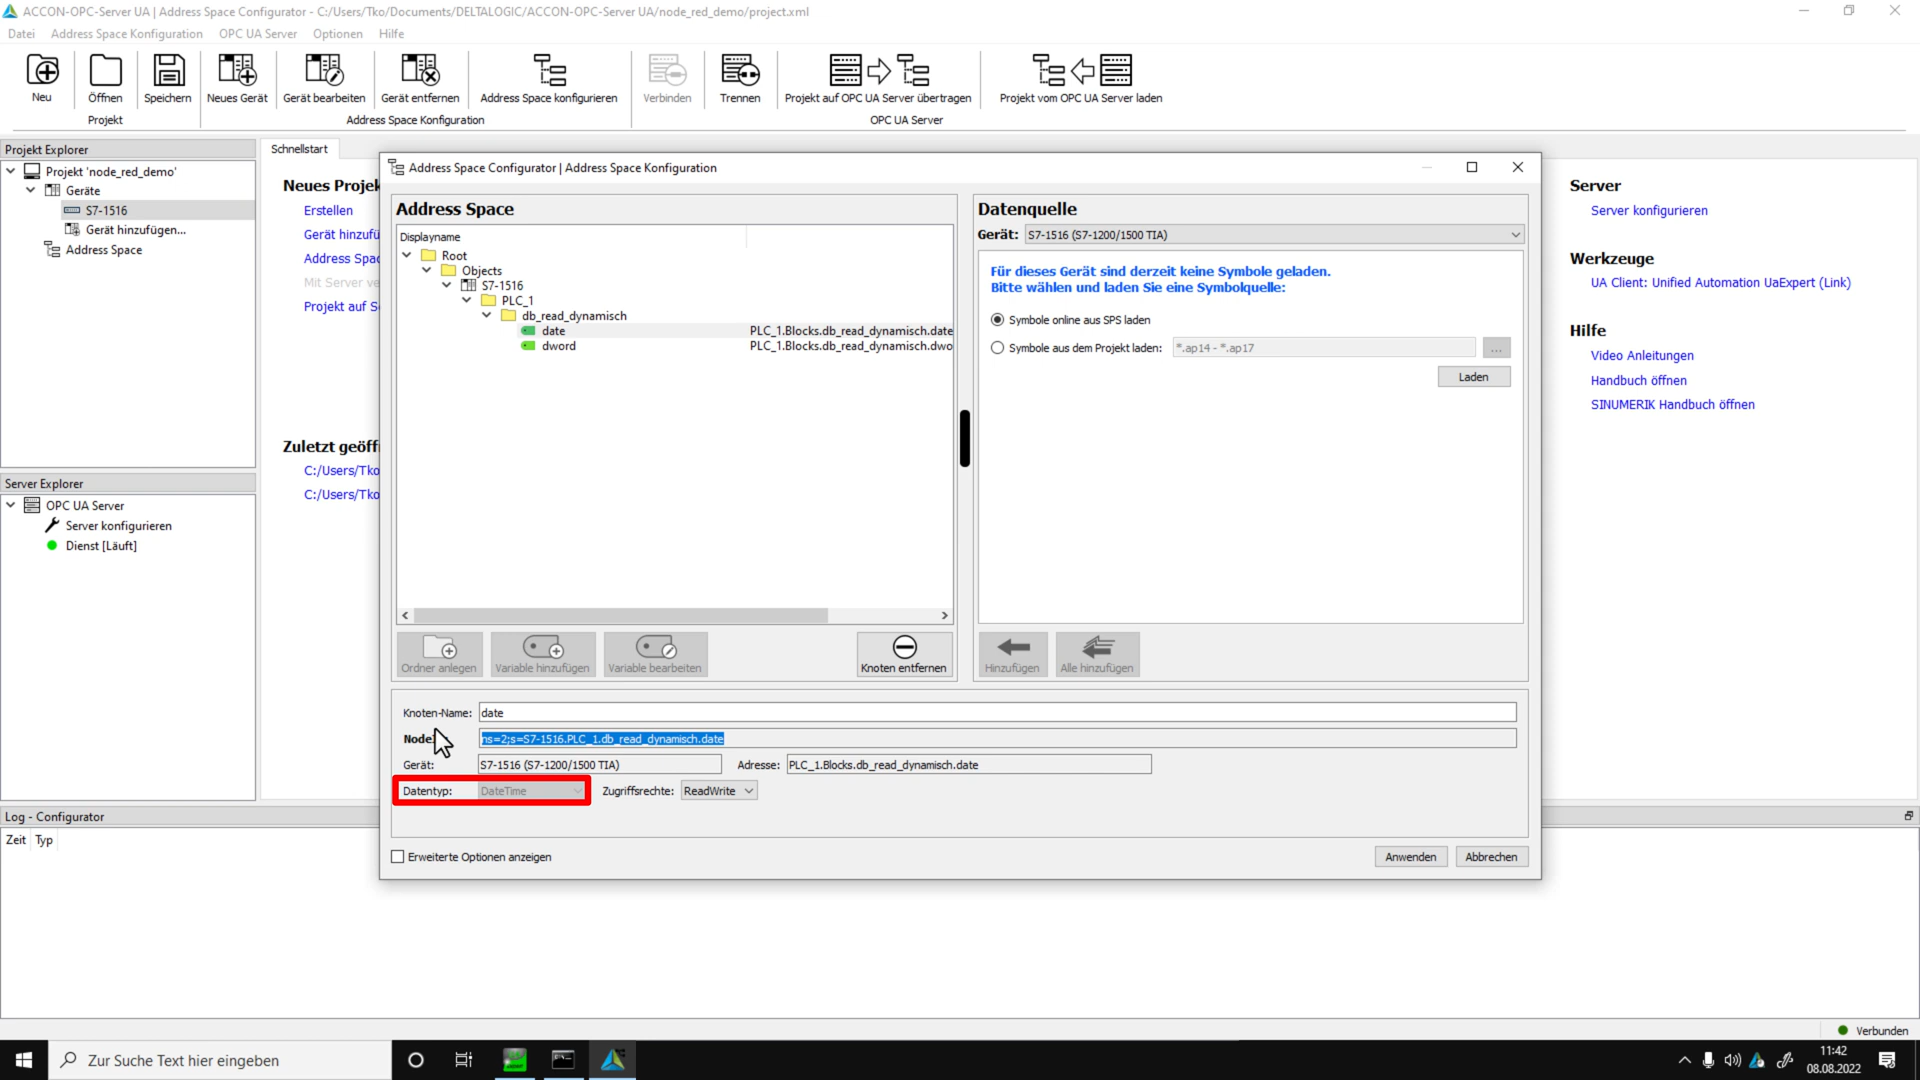 ACCON-OPC-Server UA | Address Space Configurator - C:/Users/Tko/Documents/DELTALOGIC/ACCON-OPC-Server UA/node_red_demo/project.xml
Datei Address Space Konfiguration OPC UA Server Optionen Hilfe
Neu Öffnen Speichern Neues Gerät Gerät bearbeiten Gerät entfernen Address Space konfigurieren Verbinden Trennen Projekt auf OPC UA Server übertragen Projekt vom OPC UA Server laden
Projekt Address Space Konfiguration OPC UA Server
Projekt Explorer
Projekt 'node_red_demo'
Geräte
S7-1516
Gerät hinzufügen...
Address Space
Server Explorer
OPC UA Server
Server konfigurieren
Dienst [Läuft]
Schnellstart
Neues Projek
Erstellen
Gerät hinzufü
Address Spac
Mit Server ve
Projekt auf S
Zuletzt geöff
C:/Users/Tko
C:/Users/Tko
Address Space Configurator | Address Space Konfiguration
Address Space
Displayname
Root
Objects
S7-1516
PLC_1
db_read_dynamisch
date PLC_1.Blocks.db_read_dynamisch.date
dword PLC_1.Blocks.db_read_dynamisch.dwo
Ordner anlegen Variable hinzufügen Variable bearbeiten Knoten entfernen
Datenquelle
Gerät: S7-1516 (S7-1200/1500 TIA)
Für dieses Gerät sind derzeit keine Symbole geladen.
Bitte wählen und laden Sie eine Symbolquelle:
Symbole online aus SPS laden
Symbole aus dem Projekt laden: *.ap14 - *.ap17 ...
Laden
Hinzufügen Alle hinzufügen
Knoten-Name: date
NodeI ns=2;s=S7-1516.PLC_1.db_read_dynamisch.date
Gerät: S7-1516 (S7-1200/1500 TIA) Adresse: PLC_1.Blocks.db_read_dynamisch.date
Datentyp: DateTime Zugriffsrechte: ReadWrite
Erweiterte Optionen anzeigen Anwenden Abbrechen
Server
Server konfigurieren
Werkzeuge
UA Client: Unified Automation UaExpert (Link)
Hilfe
Video Anleitungen
Handbuch öffnen
SINUMERIK Handbuch öffnen
Log - Configurator
Zeit Typ
Verbunden
Zur Suche Text hier eingeben
11:42
08.08.2022